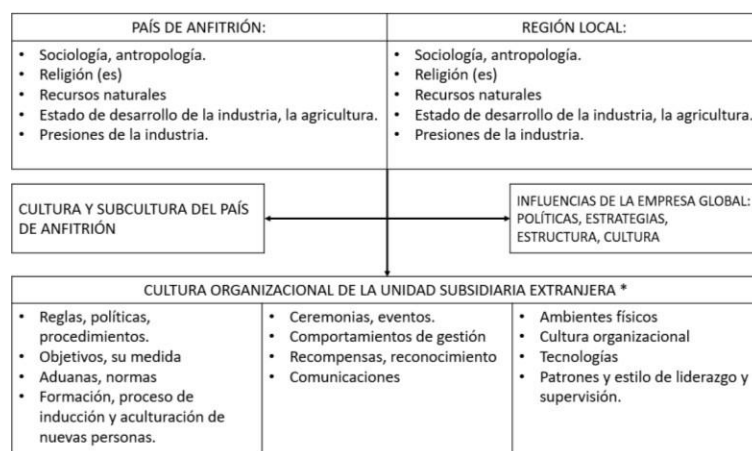 PAÍS DE ANFITRIÓN:
• Sociología, antropología.
• Religión (es)
• Recursos naturales
• Estado de desarrollo de la industria, la agricultura.
• Presiones de la industria.
REGIÓN LOCAL:
• Sociología, antropología.
• Religión (es)
• Recursos naturales
• Estado de desarrollo de la industria, la agricultura.
• Presiones de la industria.
CULTURA Y SUBCULTURA DEL PAÍS
DE ANFITRIÓN
INFLUENCIAS DE LA EMPRESA GLOBAL:
POLÍTICAS, ESTRATEGIAS,
ESTRUCTURA, CULTURA
CULTURA ORGANIZACIONAL DE LA UNIDAD SUBSIDIARIA EXTRANJERA *
• Reglas, políticas,
procedimientos.
• Objetivos, su medida
• Aduanas, normas
• Formación, proceso de
inducción y aculturación de
nuevas personas.
• Ceremonias, eventos.
• Comportamientos de gestión
• Recompensas, reconocimiento
• Comunicaciones
• Ambientes físicos
• Cultura organizacional
• Tecnologías
• Patrones y estilo de liderazgo y
supervisión.